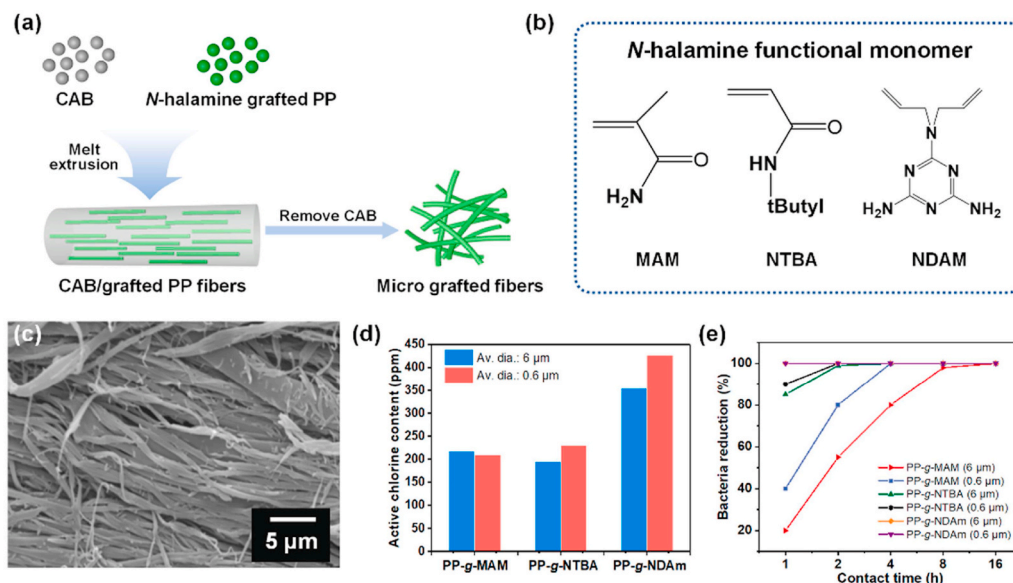 (a)
CAB
N-halamine grafted PP
Melt
extrusion
Remove CAB
CAB/grafted PP fibers
Micro grafted fibers
(b)
N-halamine functional monomer
O
NH₂
MAM
O
HN
tButyl
NTBA
N
N
N
H₂N
N
NH₂
NDAM
(c)
5 µm
(d)
Active chlorine content (ppm)
450
400
350
300
250
200
150
100
50
0
Av. dia.: 6 µm
Av. dia.: 0.6 µm
PP-g-MAM
PP-g-NTBA
PP-g-NDAm
(e)
Bacteria reduction (%)
100
80
60
40
20
PP-g-MAM (6 µm)
PP-g-MAM (0.6 µm)
PP-g-NTBA (6 µm)
PP-g-NTBA (0.6 µm)
PP-g-NDAm (6 µm)
PP-g-NDAm (0.6 µm)
1
2
4
8
16
Contact time (h)